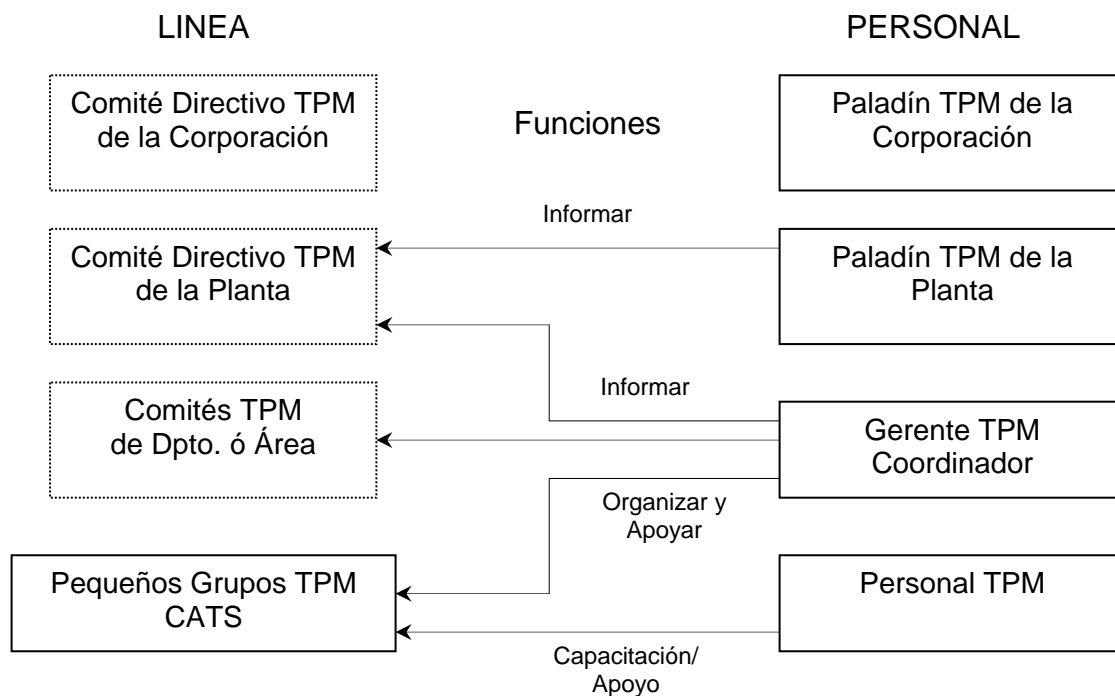 LINEA
PERSONAL
Comité Directivo TPM
de la Corporación
Funciones
Paladín TPM de la
Corporación
Informar
Comité Directivo TPM
de la Planta
Paladín TPM de la
Planta
Informar
Comités TPM
de Dpto. ó Área
Gerente TPM
Coordinador
Organizar y
Apoyar
Pequeños Grupos TPM
CATS
Personal TPM
Capacitación/
Apoyo